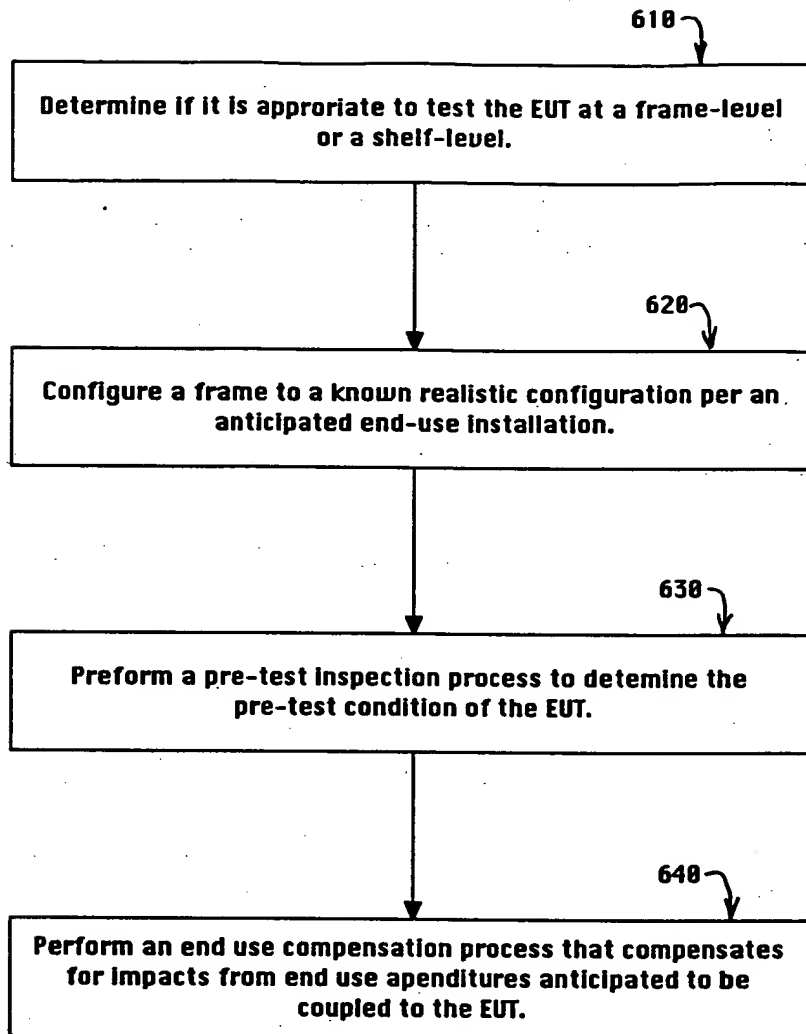 610
Determine if it is approriate to test the EUT at a frame-level
or a shelf-level.
620
Configure a frame to a known realistic configuration per an
anticipated end-use installation.
630
Preform a pre-test inspection process to detemine the
pre-test condition of the EUT.
640
Perform an end use compensation process that compensates
for impacts from end use apenditures anticipated to be
coupled to the EUT.